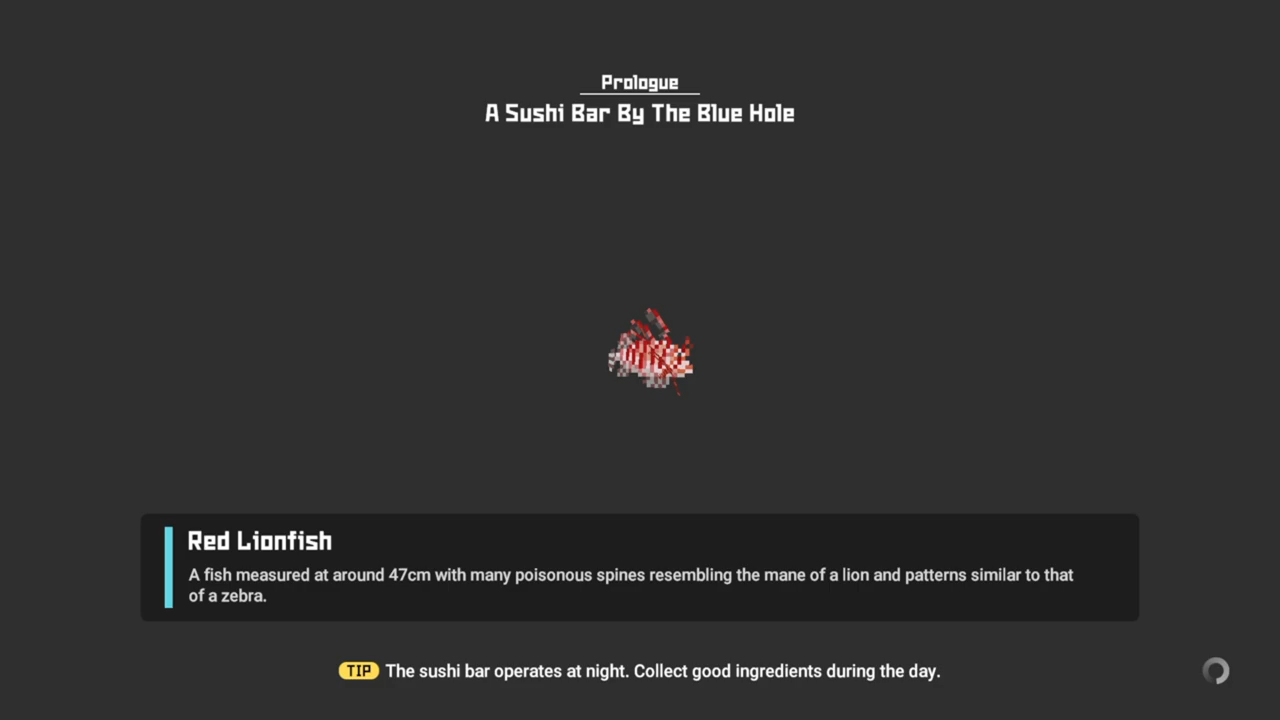 Prologue
A Sushi Bar By The Blue Hole
Red Lionfish
A fish measured at around 47cm with many poisonous spines resembling the mane of a lion and patterns similar to that
of a zebra.
TIP The sushi bar operates at night. Collect good ingredients during the day.